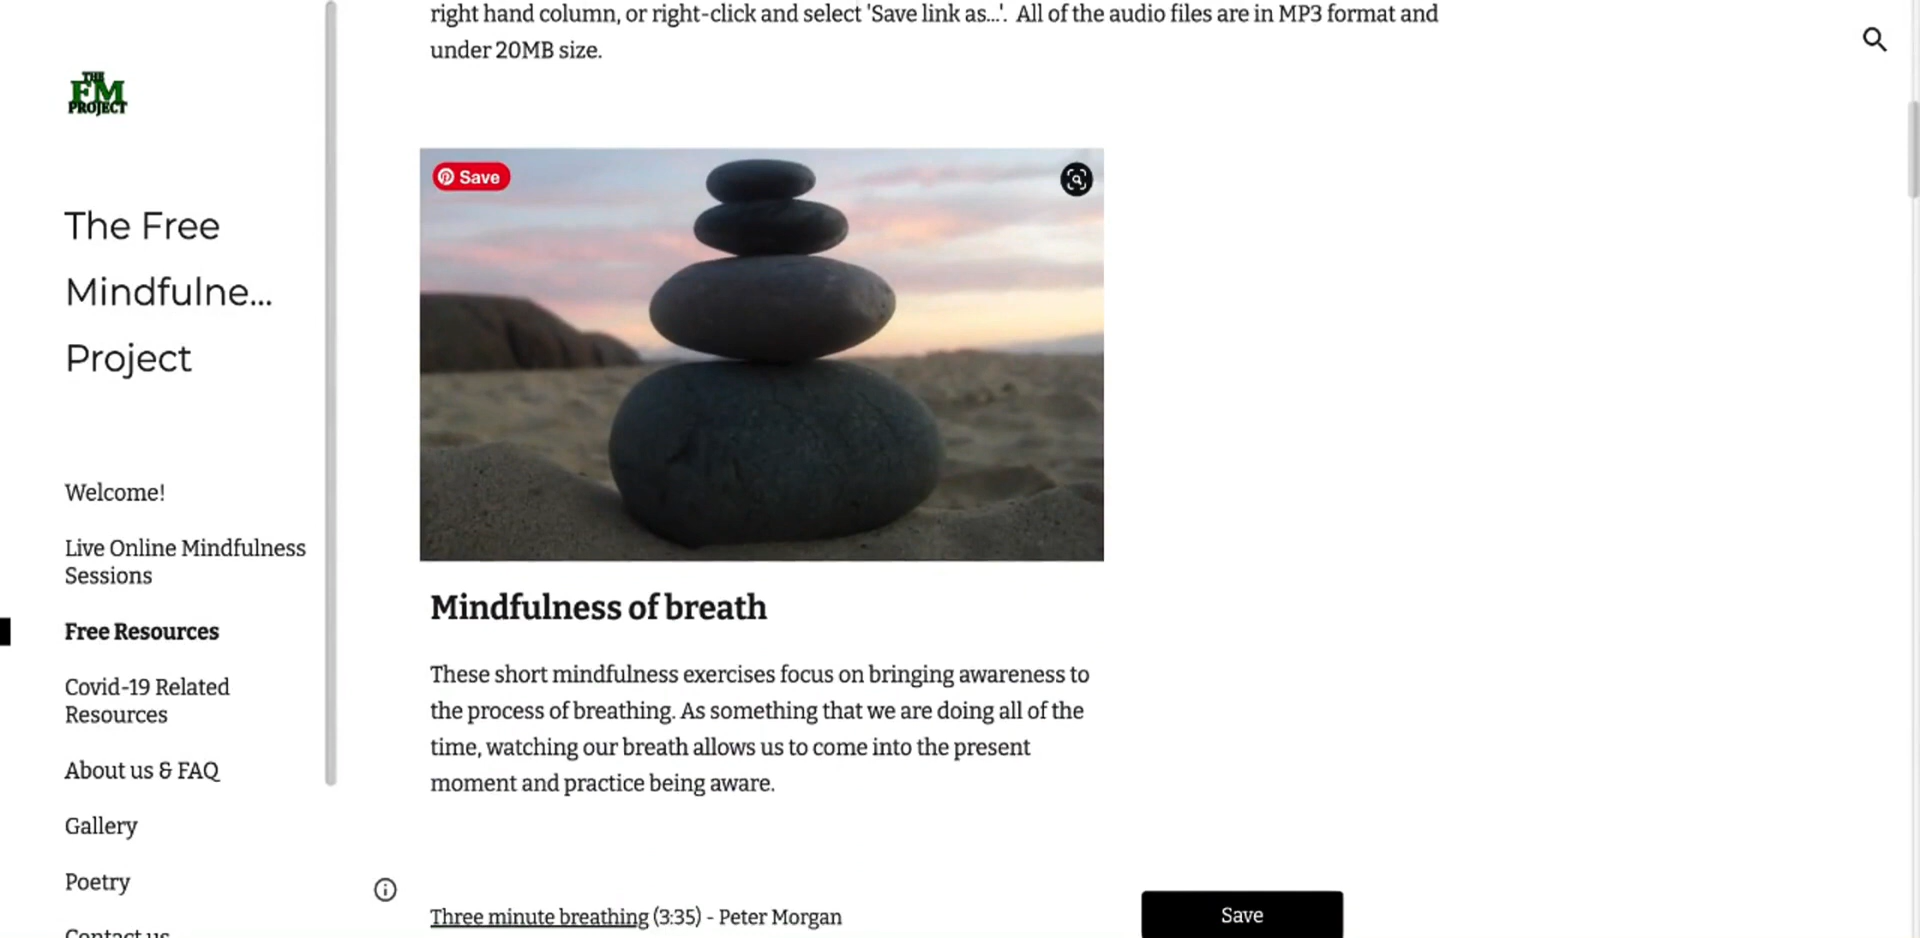 right hand column, or right-click and select 'Save link as...'.  All of the audio files are in MP3 format and
under 20MB size.
THE
FM
PROJECT
The Free
Mindfulne...
Project
Welcome!
Live Online Mindfulness
Sessions
Free Resources
Covid-19 Related
Resources
About us & FAQ
Gallery
Poetry
Contact us
Save
Mindfulness of breath
These short mindfulness exercises focus on bringing awareness to
the process of breathing. As something that we are doing all of the
time, watching our breath allows us to come into the present
moment and practice being aware.
Three minute breathing (3:35) - Peter Morgan
Save